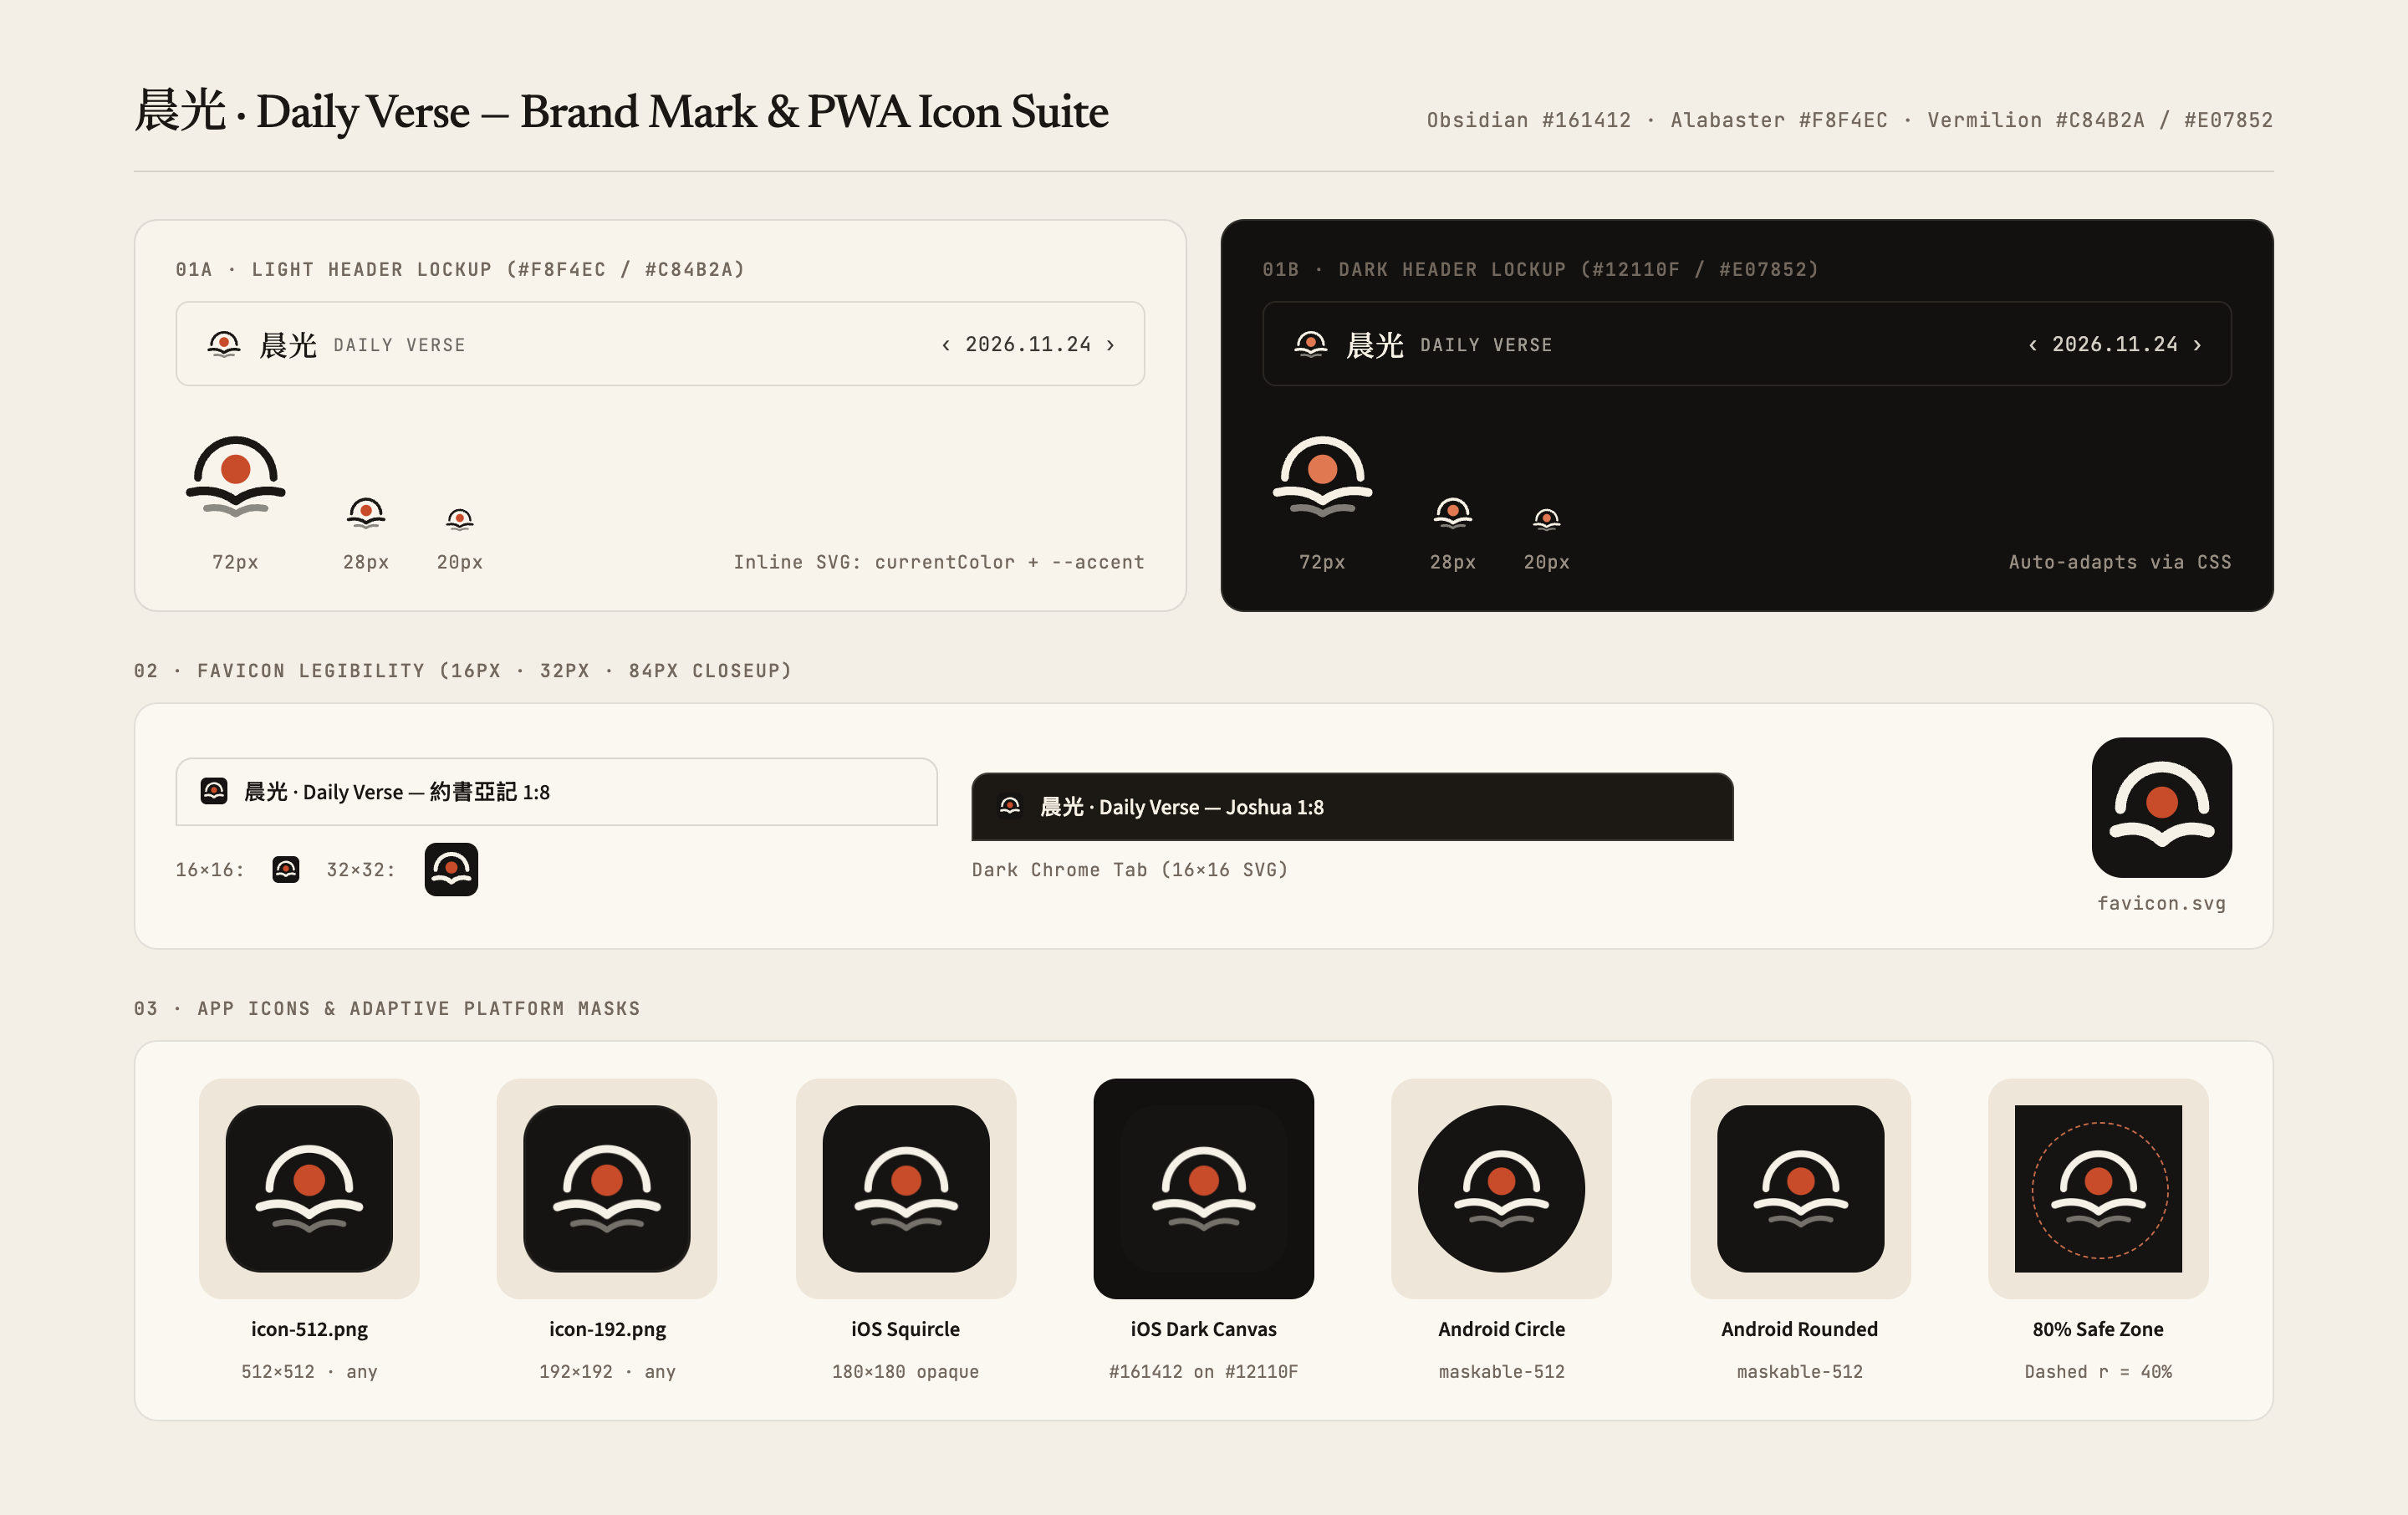 晨光 · Daily Verse — Brand Mark & PWA Icon Suite
Obsidian #161412 · Alabaster #F8F4EC · Vermilion #C84B2A / #E07852
01A · LIGHT HEADER LOCKUP (#F8F4EC / #C84B2A)
晨光 DAILY VERSE
‹ 2026.11.24 ›
72px
28px
20px
Inline SVG: currentColor + --accent
01B · DARK HEADER LOCKUP (#12110F / #E07852)
晨光 DAILY VERSE
‹ 2026.11.24 ›
72px
28px
20px
Auto-adapts via CSS
02 · FAVICON LEGIBILITY (16PX · 32PX · 84PX CLOSEUP)
晨光 · Daily Verse — 約書亞記 1:8
16×16:
32×32:
晨光 · Daily Verse — Joshua 1:8
Dark Chrome Tab (16×16 SVG)
favicon.svg
03 · APP ICONS & ADAPTIVE PLATFORM MASKS
icon-512.png
512×512 · any
icon-192.png
192×192 · any
iOS Squircle
180×180 opaque
iOS Dark Canvas
#161412 on #12110F
Android Circle
maskable-512
Android Rounded
maskable-512
80% Safe Zone
Dashed r = 40%